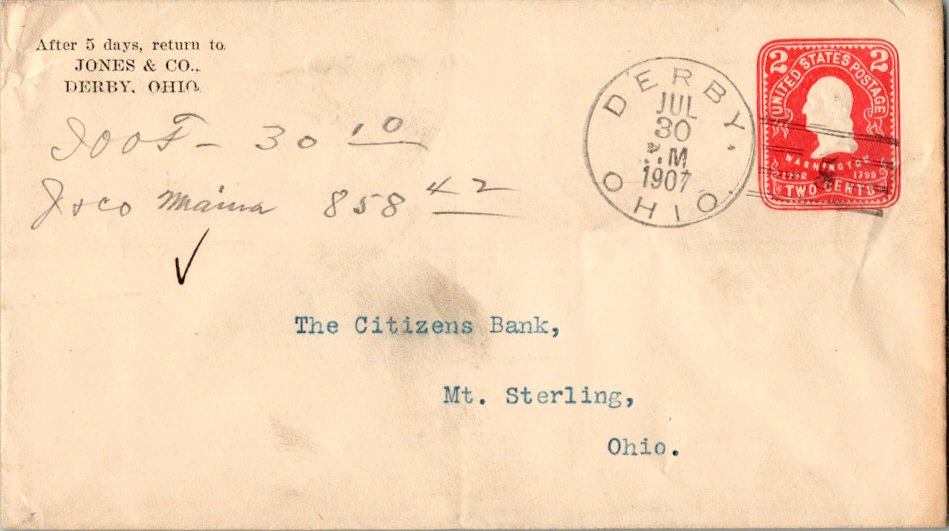 After 5 days, return to
JONES & CO.,
DERBY, OHIO.
IOOF - 30 10
858 42
DERBY,
JUL
30
M
1907
OHIO.
2 2
UNITED STATES POSTAGE
WASHINGTON
1732 1799
TWO CENTS
The Citizens Bank,
Mt. Sterling,
Ohio.